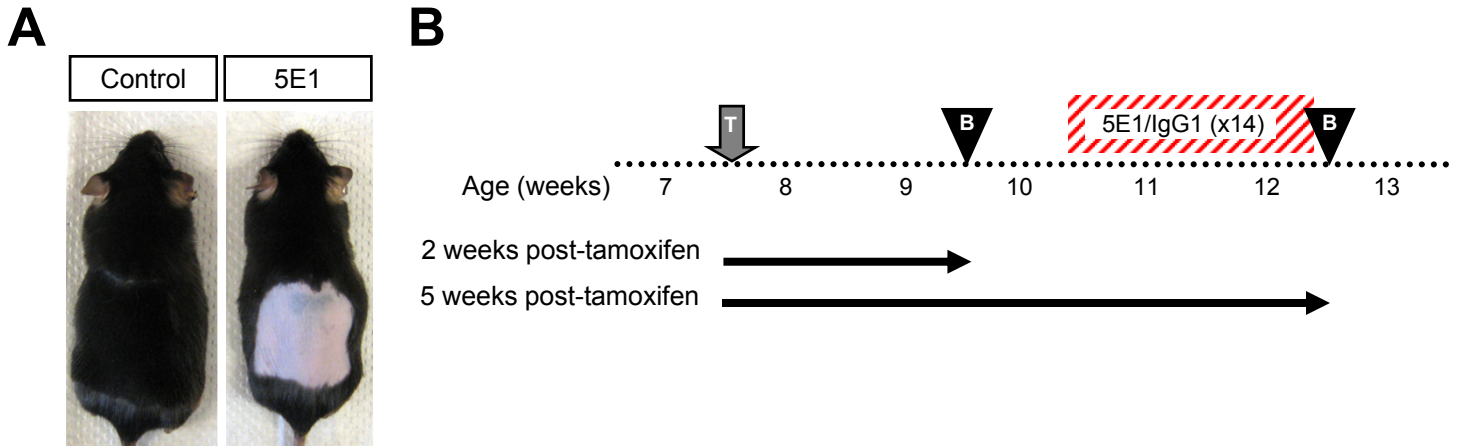 A
B
Control
5E1
T
B
5E1/IgG1 (x14)
B
Age (weeks)
7
8
9
10
11
12
13
2 weeks post-tamoxifen
5 weeks post-tamoxifen